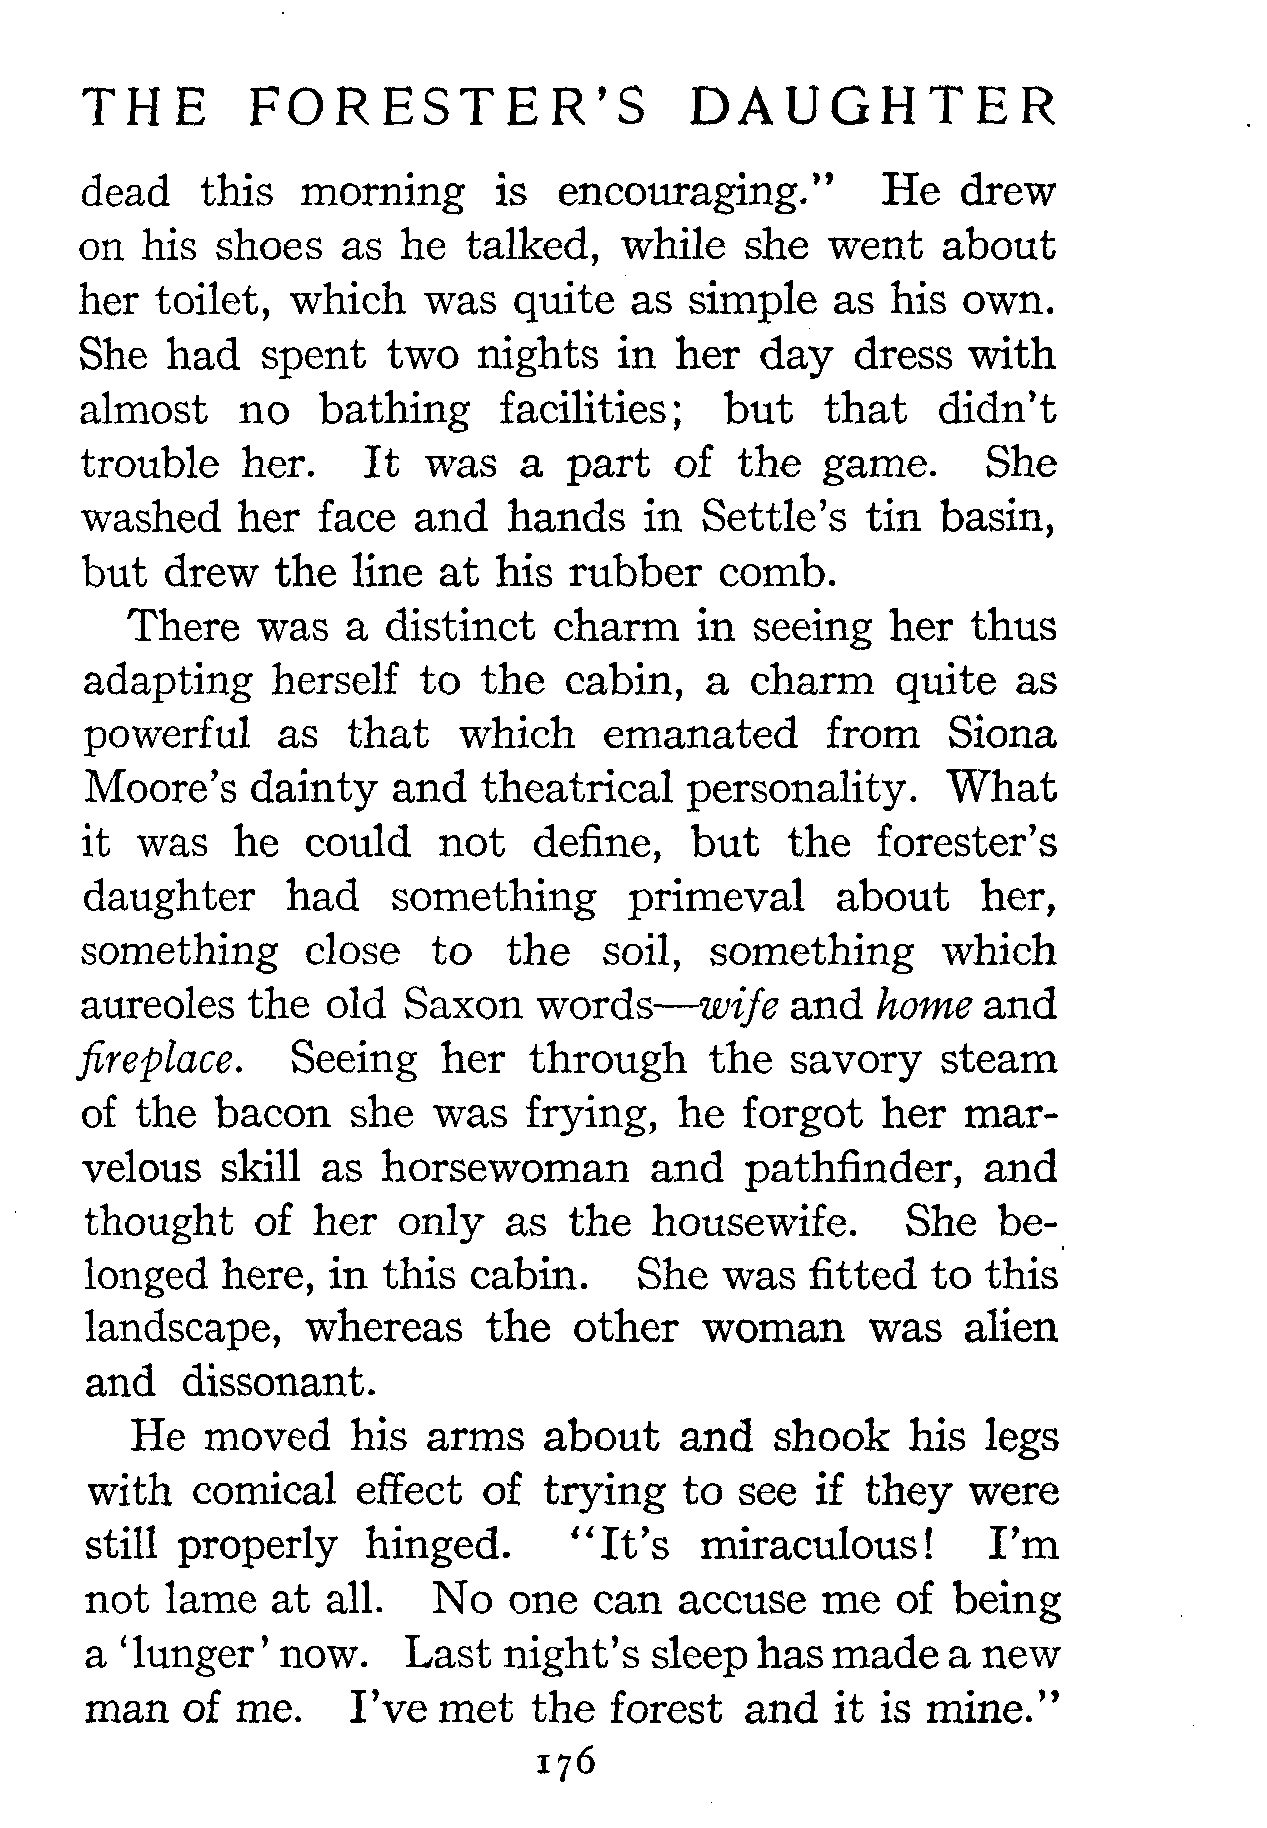 THE FORESTER'S DAUGHTER
dead this morning is encouraging." He drew
on his shoes as he talked, while she went about
her toilet, which was quite as simple as his own.
She had spent two nights in her day dress with
almost no bathing facilities; but that didn't
trouble her. It was a part of the game. She
washed her face and hands in Settle's tin basin,
but drew the line at his rubber comb.
There was a distinct charm in seeing her thus
adapting herself to the cabin, a charm quite as
powerful as that which emanated from Siona
Moore's dainty and theatrical personality. What
it was he could not define, but the forester's
daughter had something primeval about her,
something close to the soil, something which
aureoles the old Saxon words—wife and home and
fireplace. Seeing her through the savory steam
of the bacon she was frying, he forgot her mar-
velous skill as horsewoman and pathfinder, and
thought of her only as the housewife. She be-
longed here, in this cabin. She was fitted to this
landscape, whereas the other woman was alien
and dissonant.
He moved his arms about and shook his legs
with comical effect of trying to see if they were
still properly hinged. "It's miraculous! I'm
not lame at all. No one can accuse me of being
a 'lunger' now. Last night's sleep has made a new
man of me. I've met the forest and it is mine."
176